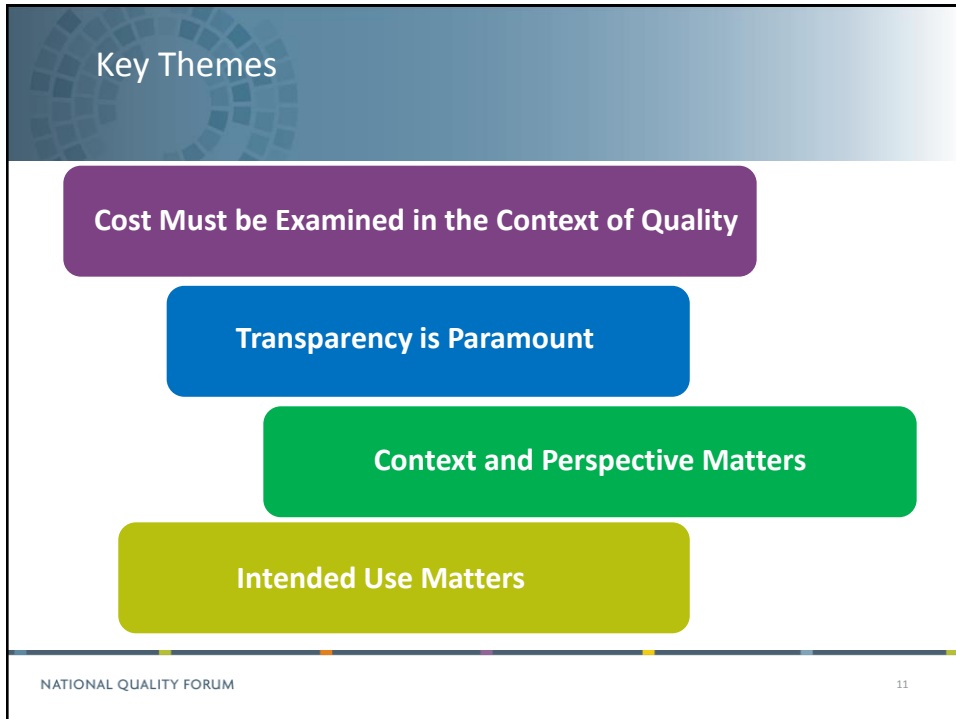 Key Themes
Cost Must be Examined in the Context of Quality
Transparency is Paramount
Context and Perspective Matters
Intended Use Matters
NATIONAL QUALITY FORUM
11